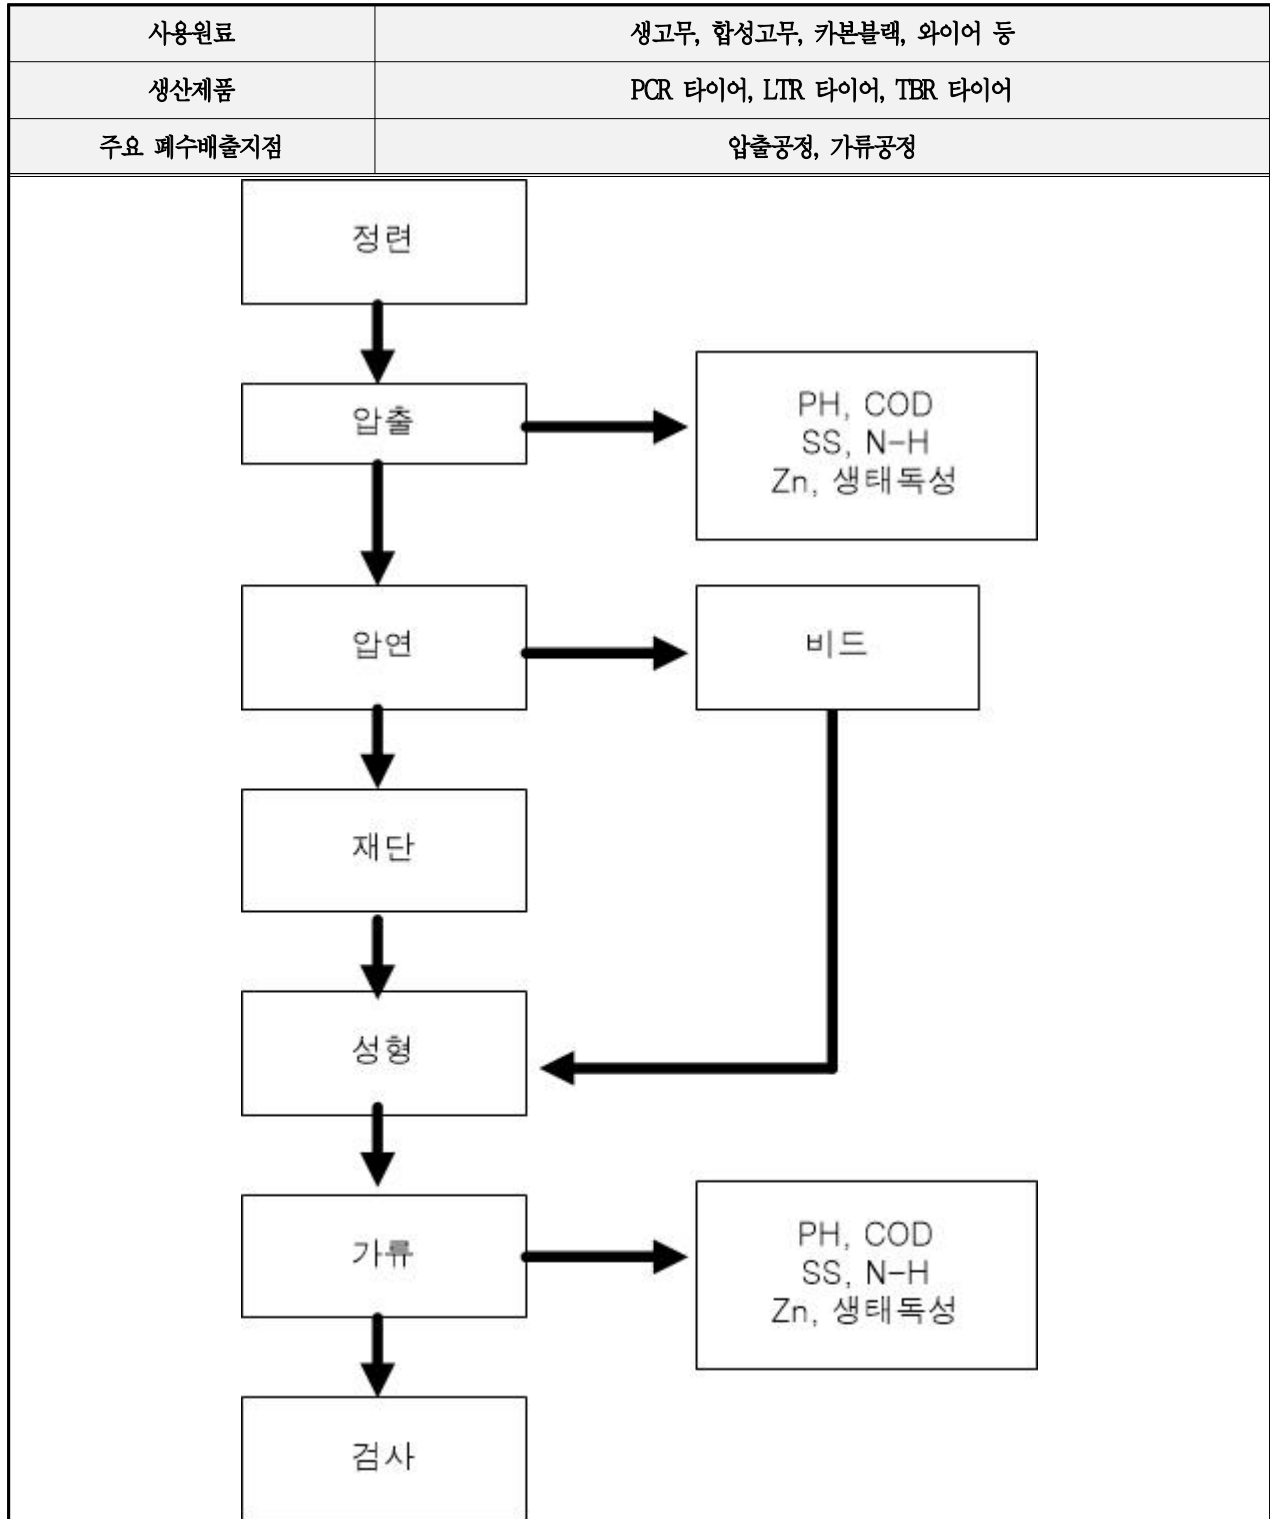 사용원료 생고무, 합성고무, 카본블랙, 와이어 등
생산제품 PCR 타이어, LTR 타이어, TBR 타이어
주요 폐수배출지점 압출공정, 가류공정
정련
압출
PH, COD
SS, N-H
Zn, 생태독성
압연
비드
재단
성형
가류
PH, COD
SS, N-H
Zn, 생태독성
검사